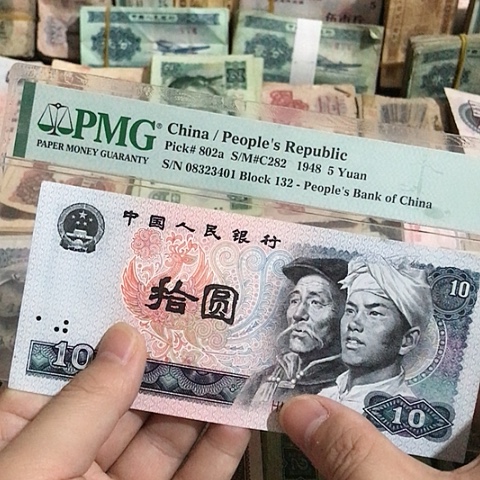 PMG®
PAPER MONEY GUARANTY
China / People's Republic
Pick# 802a S/M#C282 1948 5 Yuan
S/N 08323401 Block 132 - People's Bank of China
中国人民银行
拾圆
10
10
10